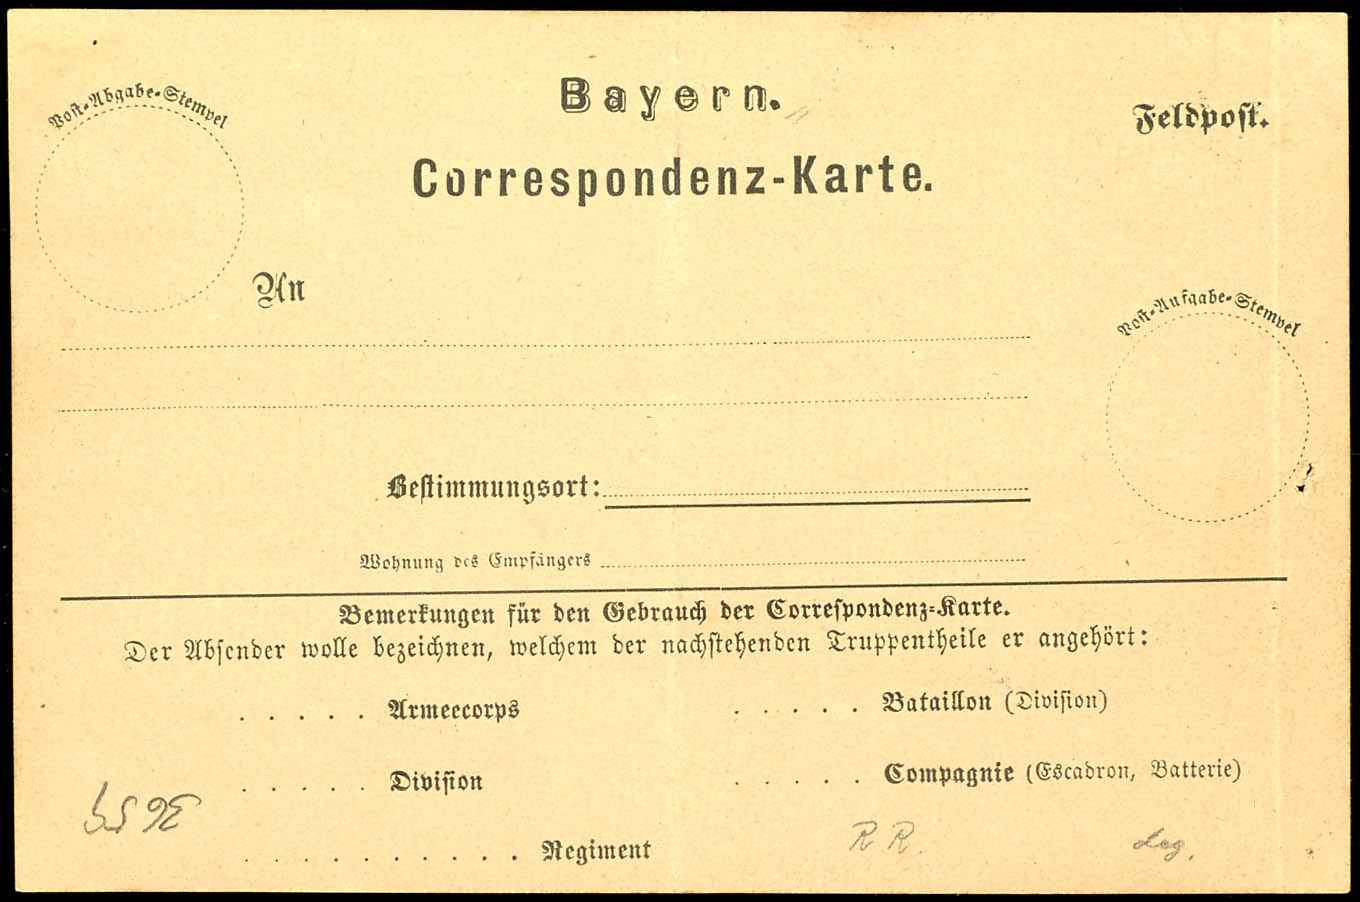 Post-Abgabe-Stempel
Bayern.
Feldpost.
Correspondenz-Karte.
An
Post-Aufgabe-Stempel
Bestimmungsort:
Wohnung des Empfängers
Bemerkungen für den Gebrauch der Correspondenz-Karte.
Der Absender wolle bezeichnen, welchem der nachstehenden Truppentheile er angehört:
. . . . . Armeecorps
. . . . . Bataillon (Division)
. . . . . Division
. . . . . Compagnie (Escadron, Batterie)
. . . . . . . . . . . Regiment
R R.